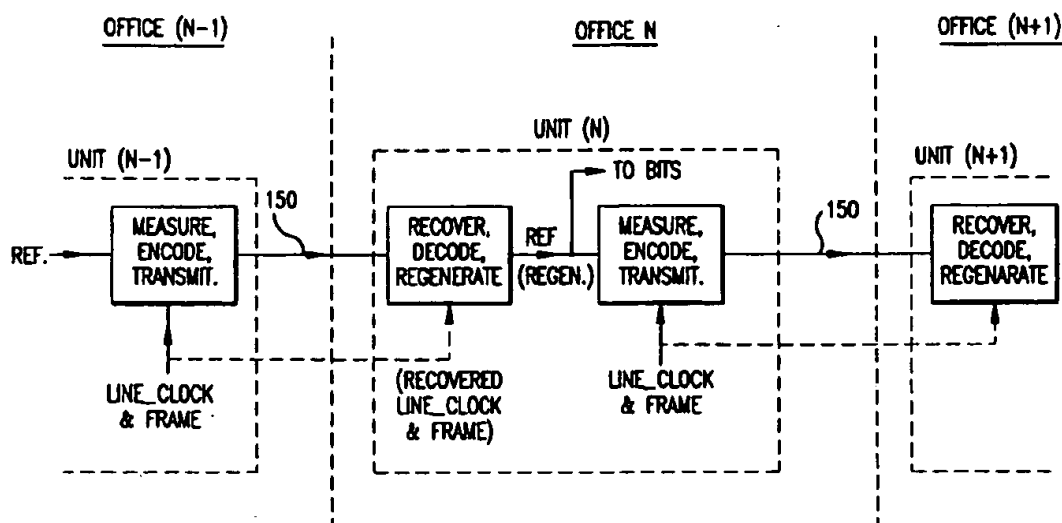 OFFICE (N-1)
OFFICE N
OFFICE (N+1)
UNIT (N-1)
UNIT (N)
UNIT (N+1)
TO BITS
150
150
REF.
MEASURE,
ENCODE,
TRANSMIT.
RECOVER,
DECODE,
REGENERATE
REF
(REGEN.)
MEASURE,
ENCODE,
TRANSMIT.
RECOVER,
DECODE,
REGENARATE
LINE_CLOCK
& FRAME
(RECOVERED
LINE_CLOCK
& FRAME)
LINE_CLOCK
& FRAME